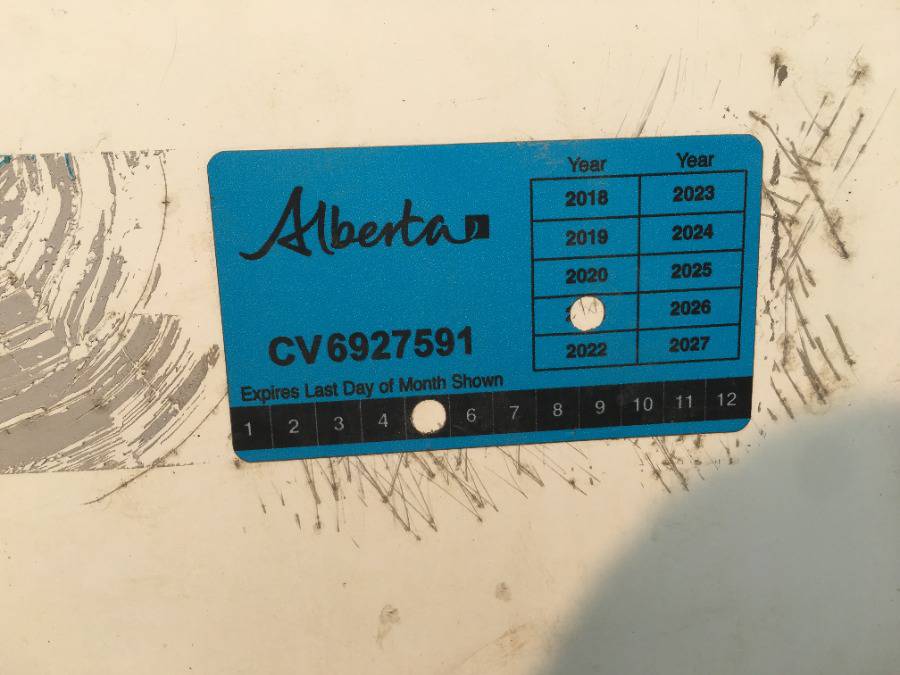 Alberta
CV6927591
Expires Last Day of Month Shown
Year Year
2018 2023
2019 2024
2020 2025
2026
2022 2027
1 2 3 4 6 7 8 9 10 11 12